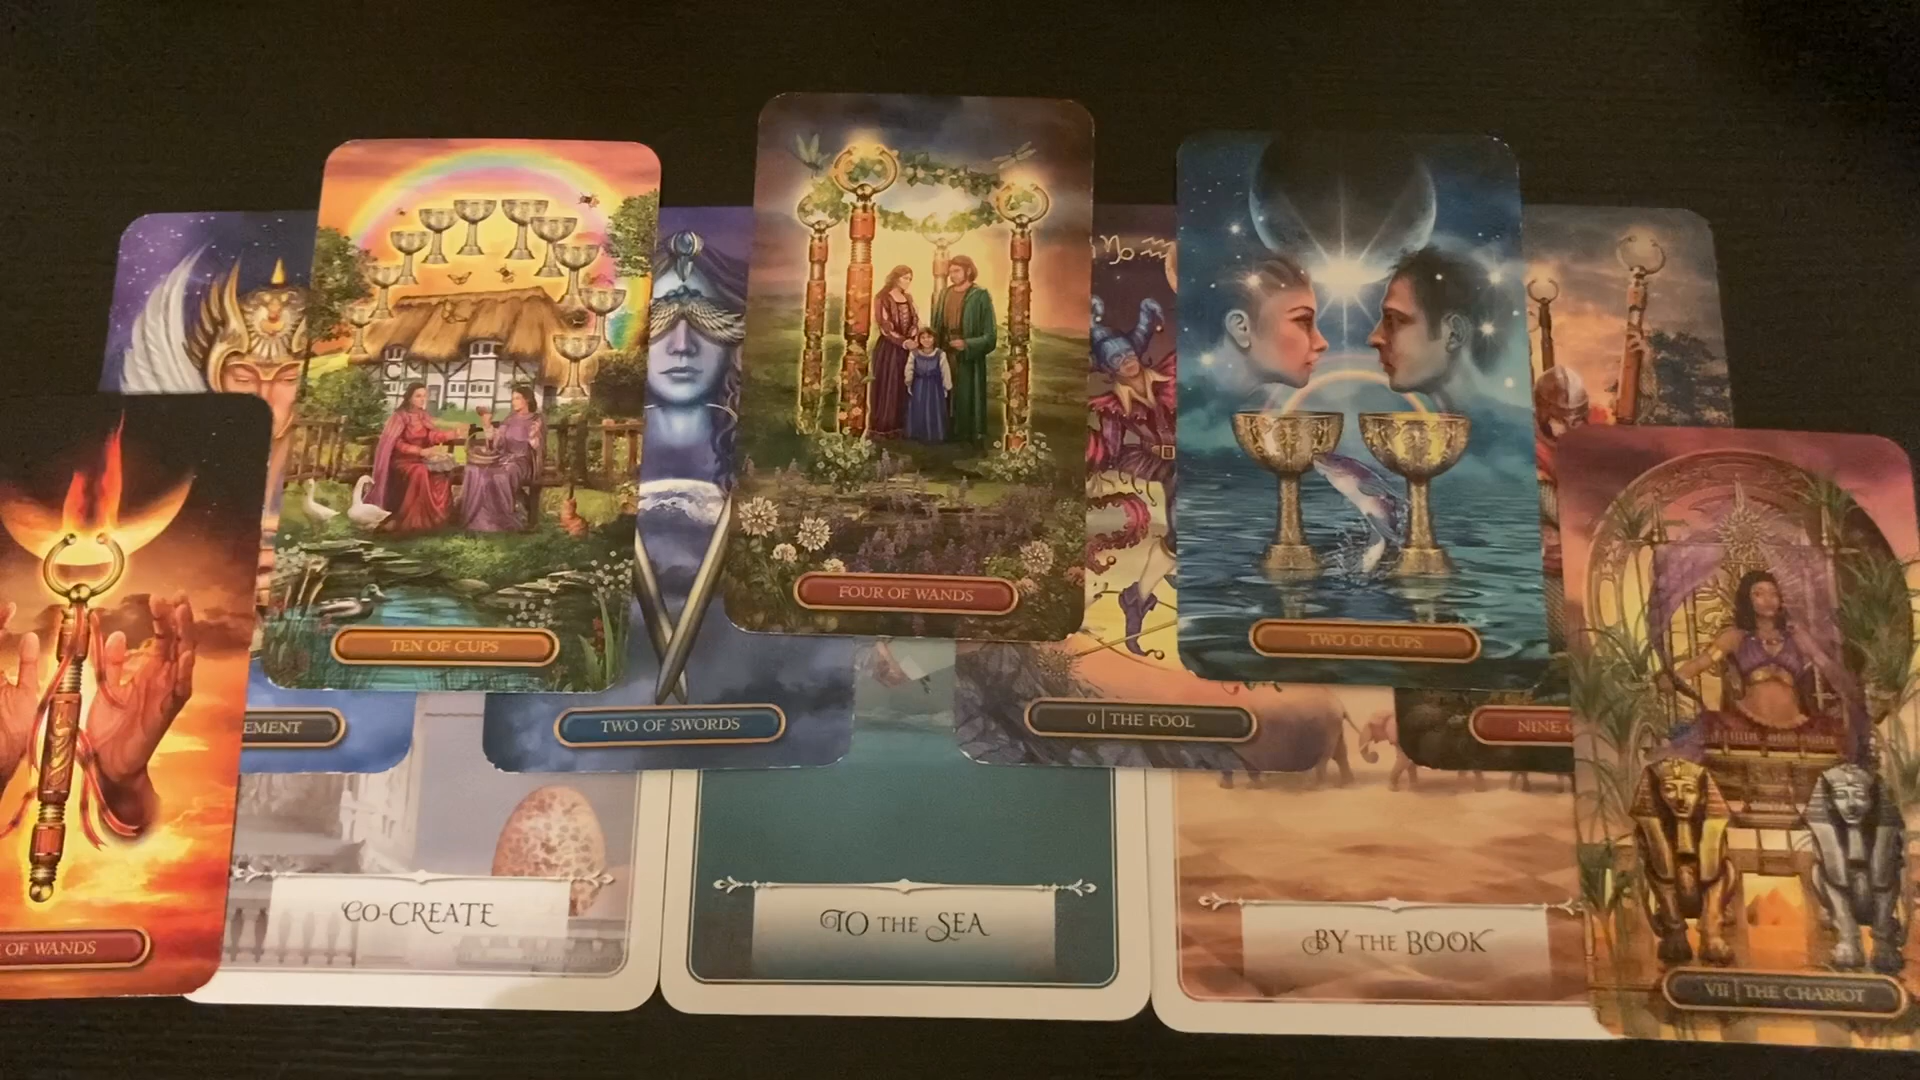 FOUR OF WANDS
TEN OF CUPS
TWO OF CUPS
EMENT
TWO OF SWORDS
0 | THE FOOL
NINE
OF WANDS
CO-CREATE
TO THE SEA
BY THE BOOK
VII | THE CHARIOT